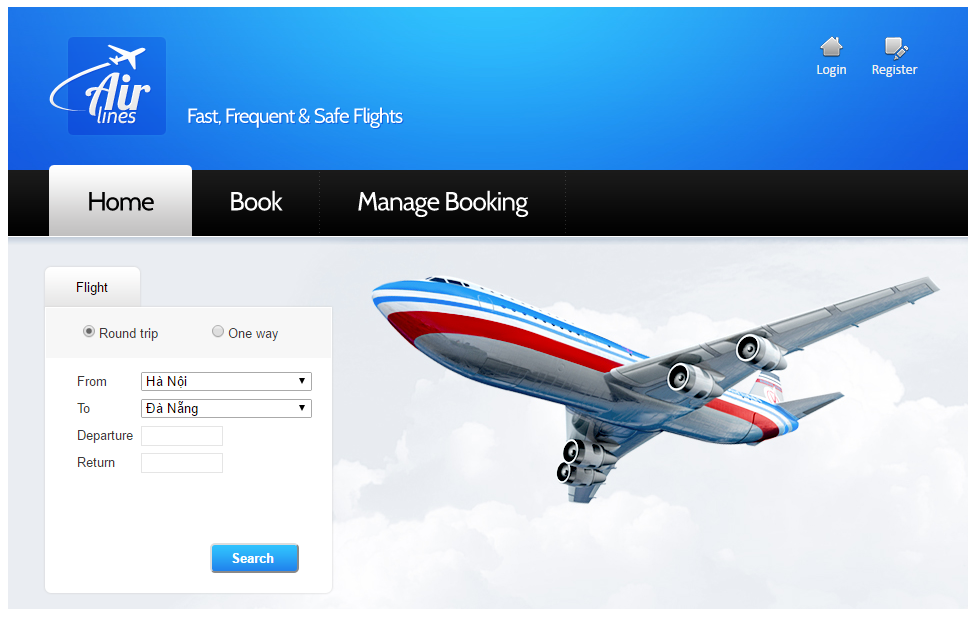 Air
lines
Fast, Frequent & Safe Flights
Login
Register
Home
Book
Manage Booking
Flight
Round trip
One way
From
Hà Nội
To
Đà Nẵng
Departure
Return
Search